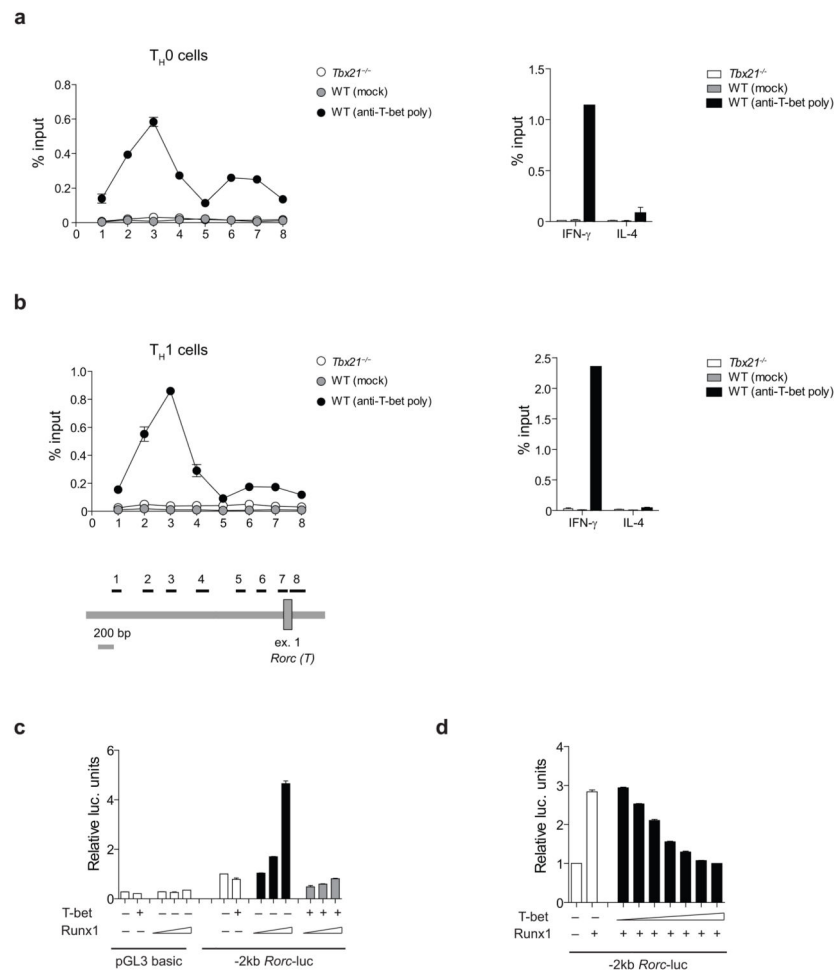 a
T_H0 cells
% input
0.8
0.6
0.4
0.2
0
0 1 2 3 4 5 6 7 8
Tbx21⁻/⁻
WT (mock)
WT (anti-T-bet poly)
% input
1.5
1.0
0.5
0
IFN-γ IL-4
Tbx21⁻/⁻
WT (mock)
WT (anti-T-bet poly)
b
T_H1 cells
% input
1.0
0.8
0.6
0.4
0.2
0
0 1 2 3 4 5 6 7 8
Tbx21⁻/⁻
WT (mock)
WT (anti-T-bet poly)
% input
2.5
2.0
1.5
1.0
0.5
0
IFN-γ IL-4
Tbx21⁻/⁻
WT (mock)
WT (anti-T-bet poly)
1 2 3 4 5 6 7 8
200 bp
ex. 1
Rorc (T)
c
Relative luc. units
6
4
2
0
T-bet − + − − − − + − − − + + +
Runx1 − − − −
pGL3 basic -2kb Rorc-luc
d
Relative luc. units
4
3
2
1
0
T-bet − −
Runx1 − + + + + + + + +
-2kb Rorc-luc